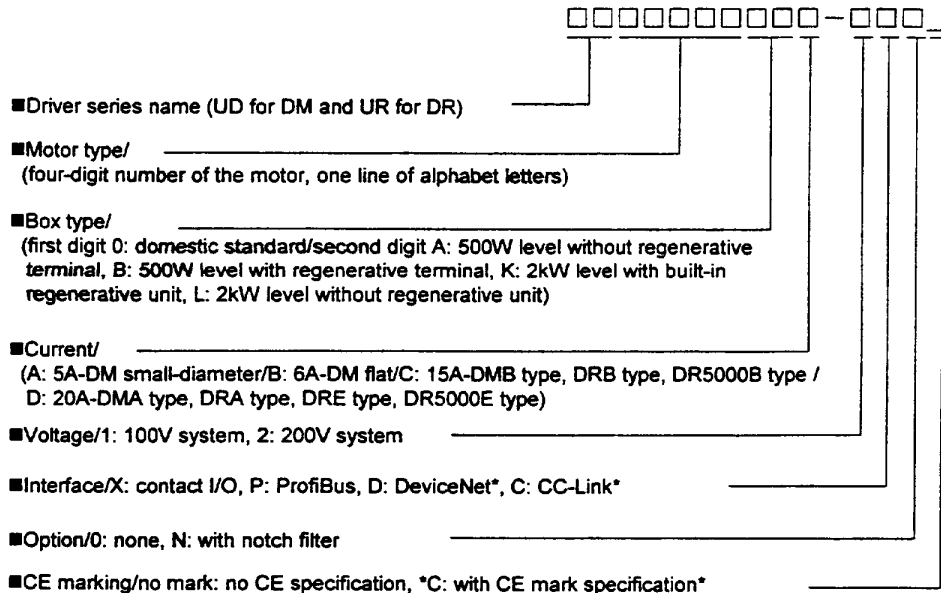 □□□□□□□□□□-□□□_
■Driver series name (UD for DM and UR for DR)
■Motor type/
(four-digit number of the motor, one line of alphabet letters)
■Box type/
(first digit 0: domestic standard/second digit A: 500W level without regenerative
terminal, B: 500W level with regenerative terminal, K: 2kW level with built-in
regenerative unit, L: 2kW level without regenerative unit)
■Current/
(A: 5A-DM small-diameter/B: 6A-DM flat/C: 15A-DMB type, DRB type, DR5000B type /
D: 20A-DMA type, DRA type, DRE type, DR5000E type)
■Voltage/1: 100V system, 2: 200V system
■Interface/X: contact I/O, P: ProfiBus, D: DeviceNet*, C: CC-Link*
■Option/0: none, N: with notch filter
■CE marking/no mark: no CE specification, *C: with CE mark specification*